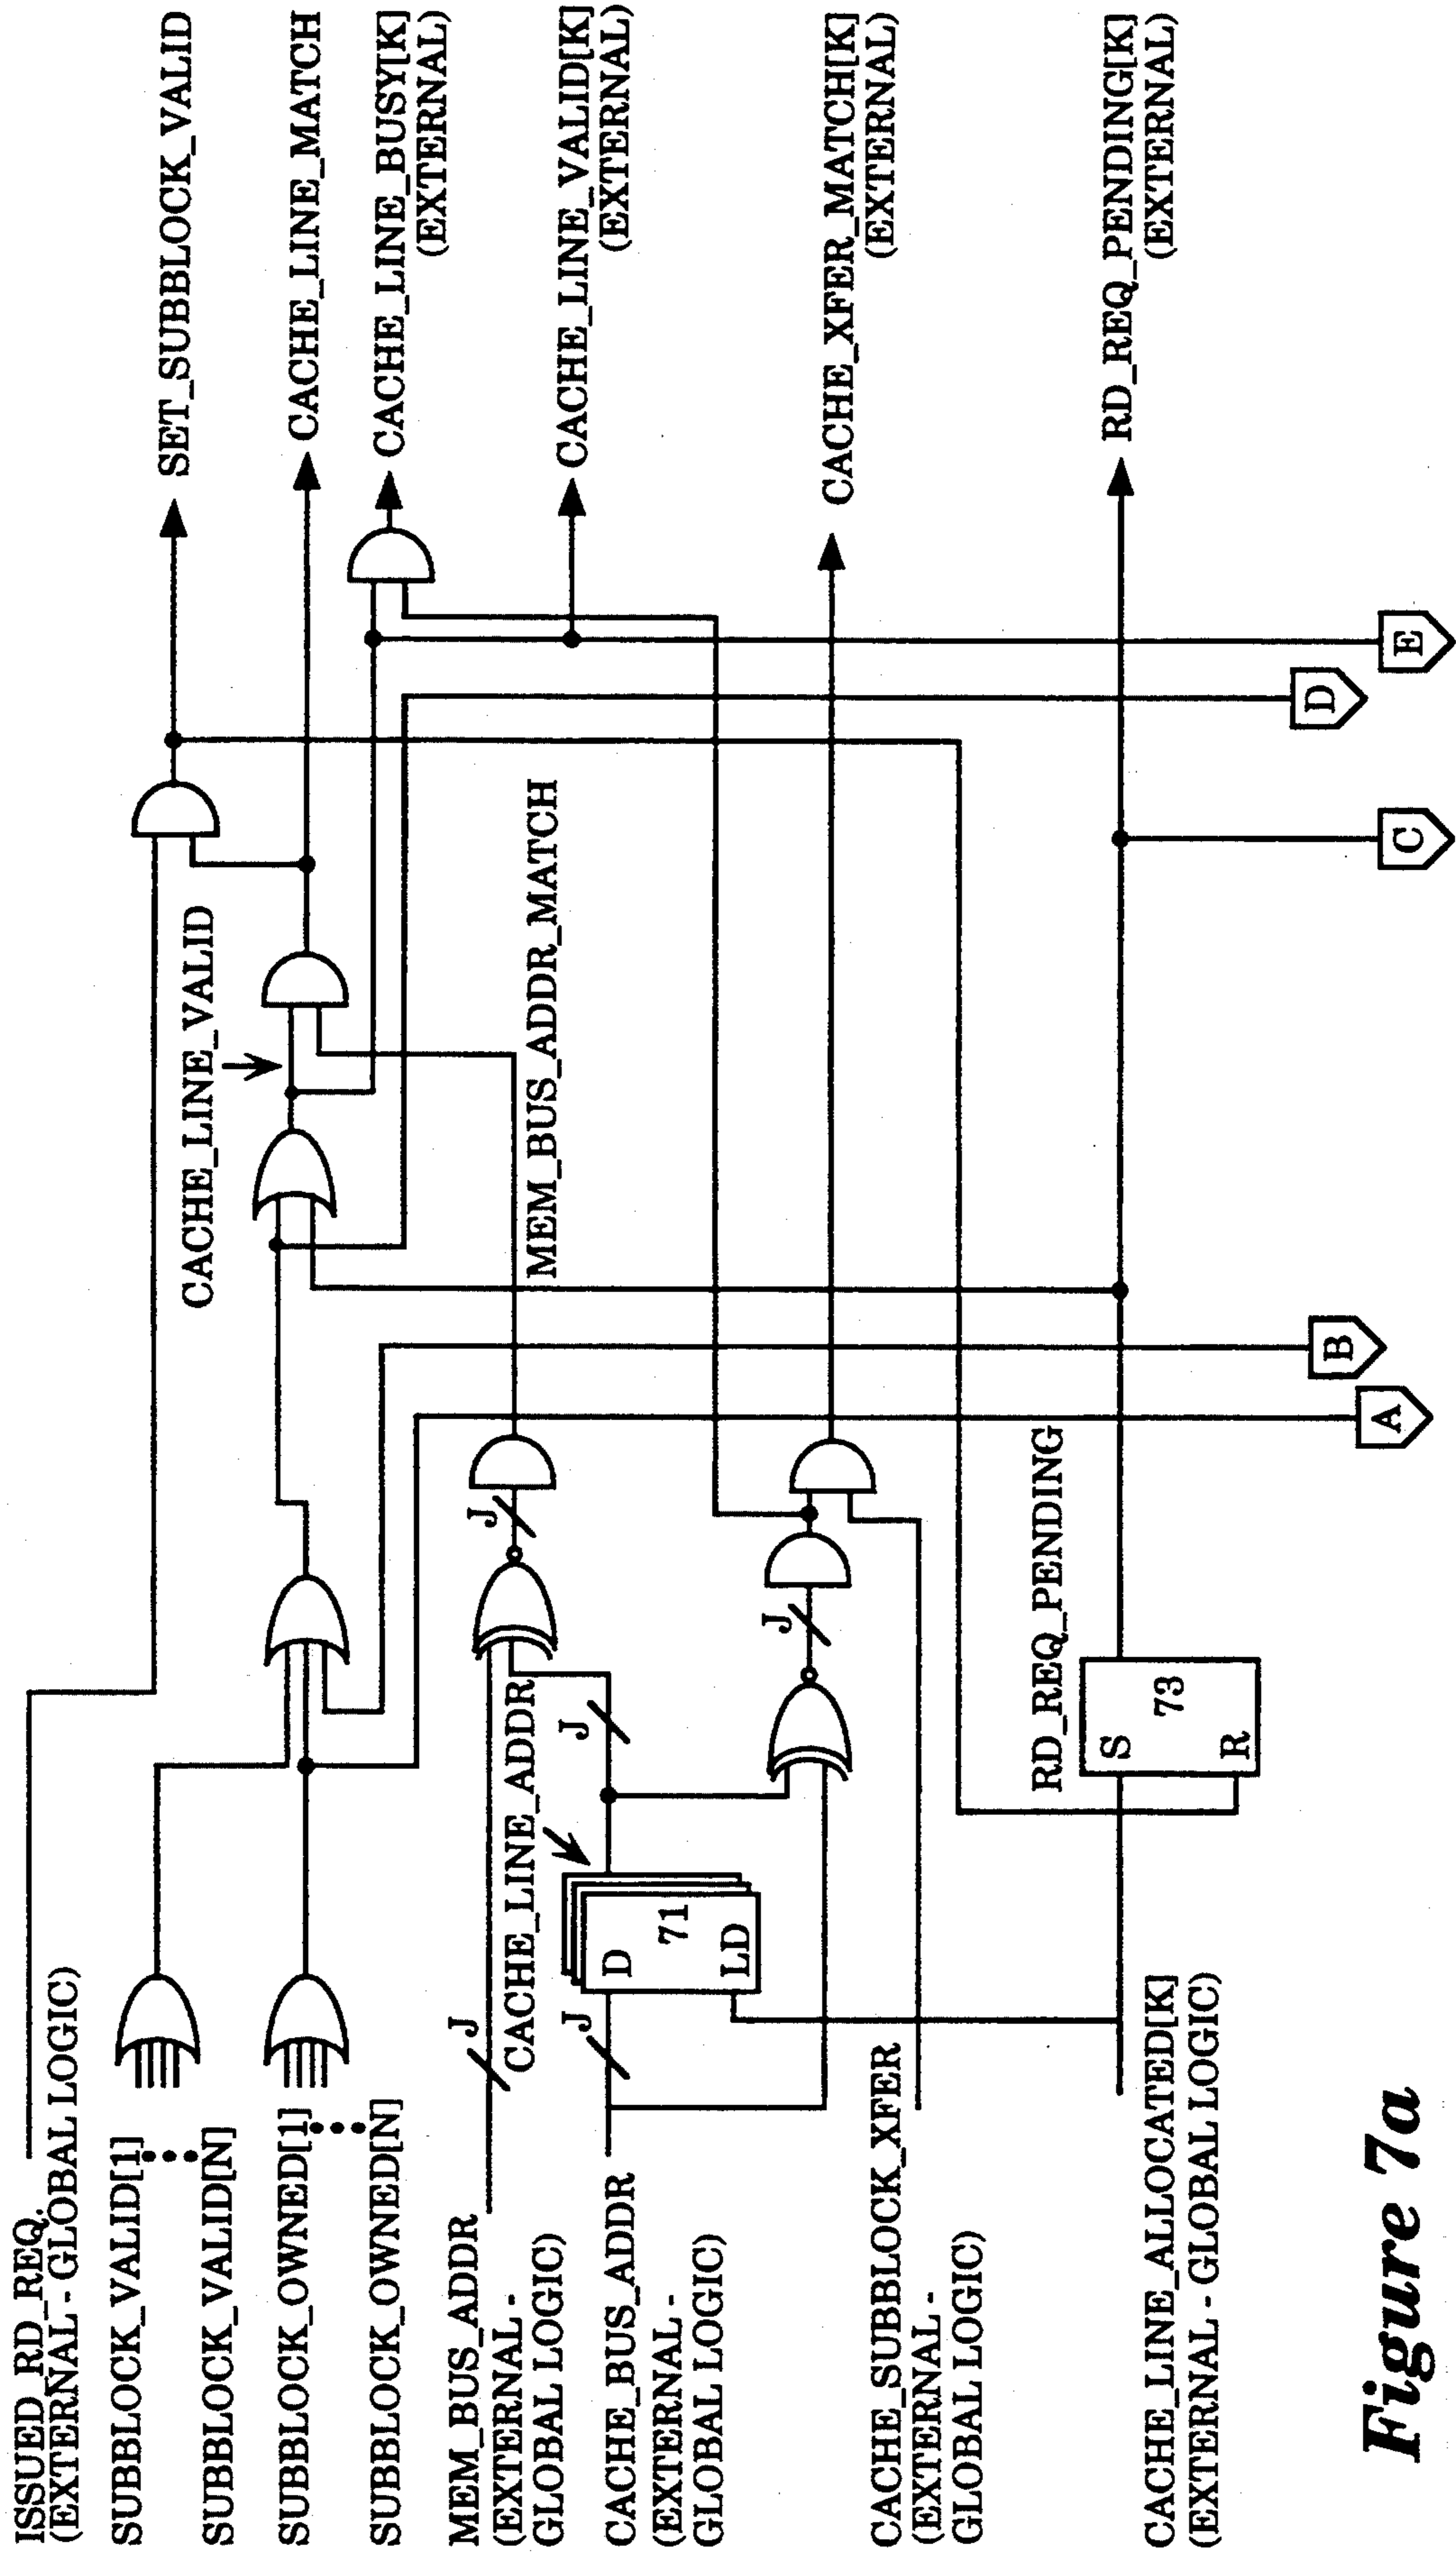 ISSUED_RD_REQ.
(EXTERNAL - GLOBAL LOGIC)
SUBBLOCK_VALID[1]
SUBBLOCK_VALID[N]
SUBBLOCK_OWNED[1]
SUBBLOCK_OWNED[N]
MEM_BUS_ADDR
(EXTERNAL -
GLOBAL LOGIC)
CACHE_BUS_ADDR
(EXTERNAL -
GLOBAL LOGIC)
CACHE_SUBBLOCK_XFER
(EXTERNAL -
GLOBAL LOGIC)
CACHE_LINE_ALLOCATED[K]
(EXTERNAL - GLOBAL LOGIC)
J
CACHE_LINE_ADDR
J
D
71
LD
J
J
J
RD_REQ_PENDING
S
73
R
CACHE_LINE_VALID
MEM_BUS_ADDR_MATCH
A
B
C
D
E
SET_SUBBLOCK_VALID
CACHE_LINE_MATCH
CACHE_LINE_BUSY[K]
(EXTERNAL)
CACHE_LINE_VALID[K]
(EXTERNAL)
CACHE_XFER_MATCH[K]
(EXTERNAL)
RD_REQ_PENDING[K]
(EXTERNAL)
Figure 7a